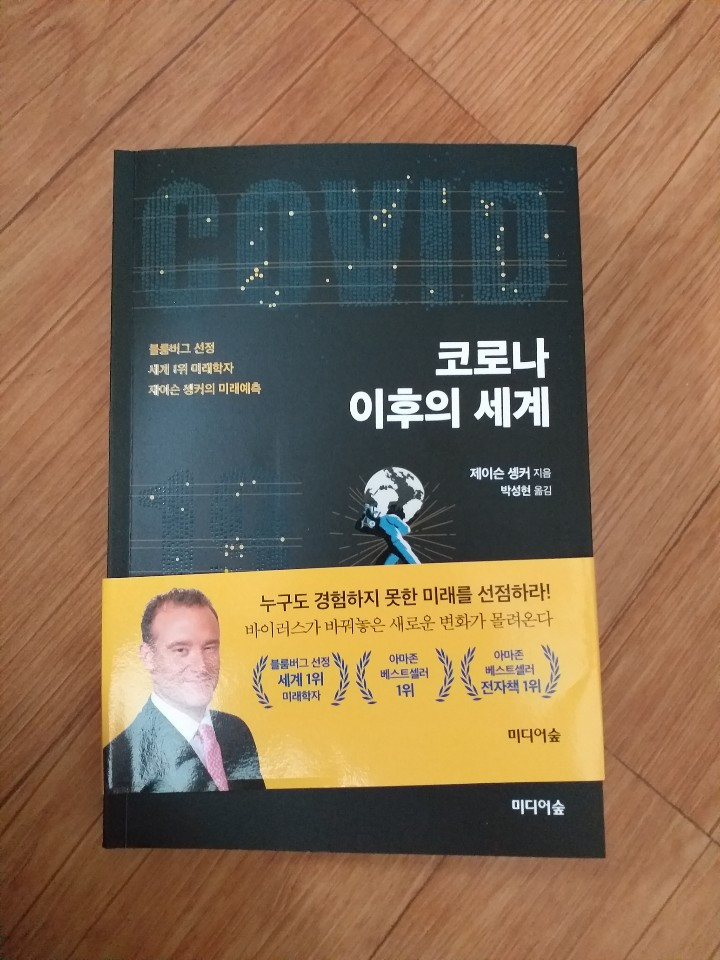 COVID
블룸버그 선정
세계 1위 미래학자
제이슨 솅커의 미래예측
코로나
이후의 세계
제이슨 솅커 지음
박성현 옮김
19
누구도 경험하지 못한 미래를 선점하라!
바이러스가 바꿔놓은 새로운 변화가 몰려온다
블룸버그 선정
세계 1위
미래학자
아마존
베스트셀러
1위
아마존
베스트셀러
전자책 1위
미디어숲
미디어숲